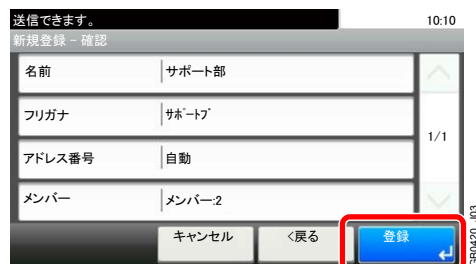 送信できます。 10:10
新規登録 - 確認
名前 サポート部
フリガナ ｻﾎﾟｰﾄﾌﾞ
1/1
アドレス番号 自動
メンバー メンバー:2
キャンセル <戻る 登録